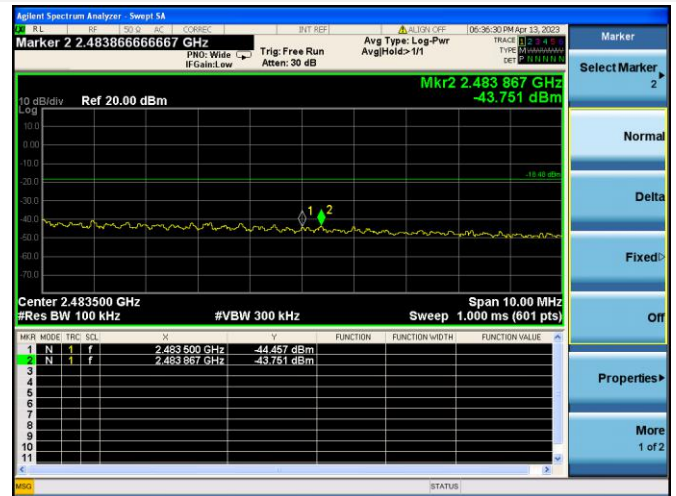 Agilent Spectrum Analyzer - Swept SA
RL RF 50 Ω AC CORREC INT REF ALIGN OFF 06:36:30 PM Apr 13, 2023
Marker 2 2.483866666667 GHz
PNO: Wide
IFGain:Low
Trig: Free Run
Atten: 30 dB
Avg Type: Log-Pwr
Avg|Hold>1/1
TRACE 1 2 3 4 5 6
TYPE
DET P N N N N N
Mkr2 2.483 867 GHz
-43.751 dBm
10 dB/div Ref 20.00 dBm
Log
10.0
0.00
-10.0
-20.0
-30.0
-40.0
-50.0
-60.0
-70.0
1
2
Center 2.483500 GHz Span 10.00 MHz
#Res BW 100 kHz #VBW 300 kHz Sweep 1.000 ms (601 pts)
MKR MODE TRC SCL X Y FUNCTION FUNCTION WIDTH FUNCTION VALUE
1 N 1 f 2.483 500 GHz -44.457 dBm
2 N 1 f 2.483 867 GHz -43.751 dBm
3
4
5
6
7
8
9
10
11
MSG STATUS
Marker
Select Marker
2
Normal
Delta
Fixed
Off
Properties
More
1 of 2